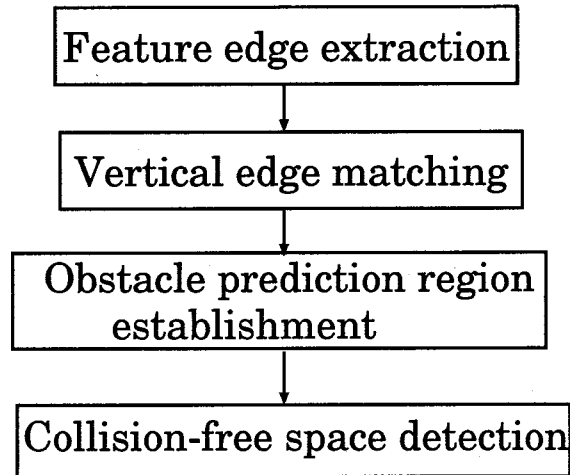 Feature edge extraction
Vertical edge matching
Obstacle prediction region
establishment
Collision-free space detection